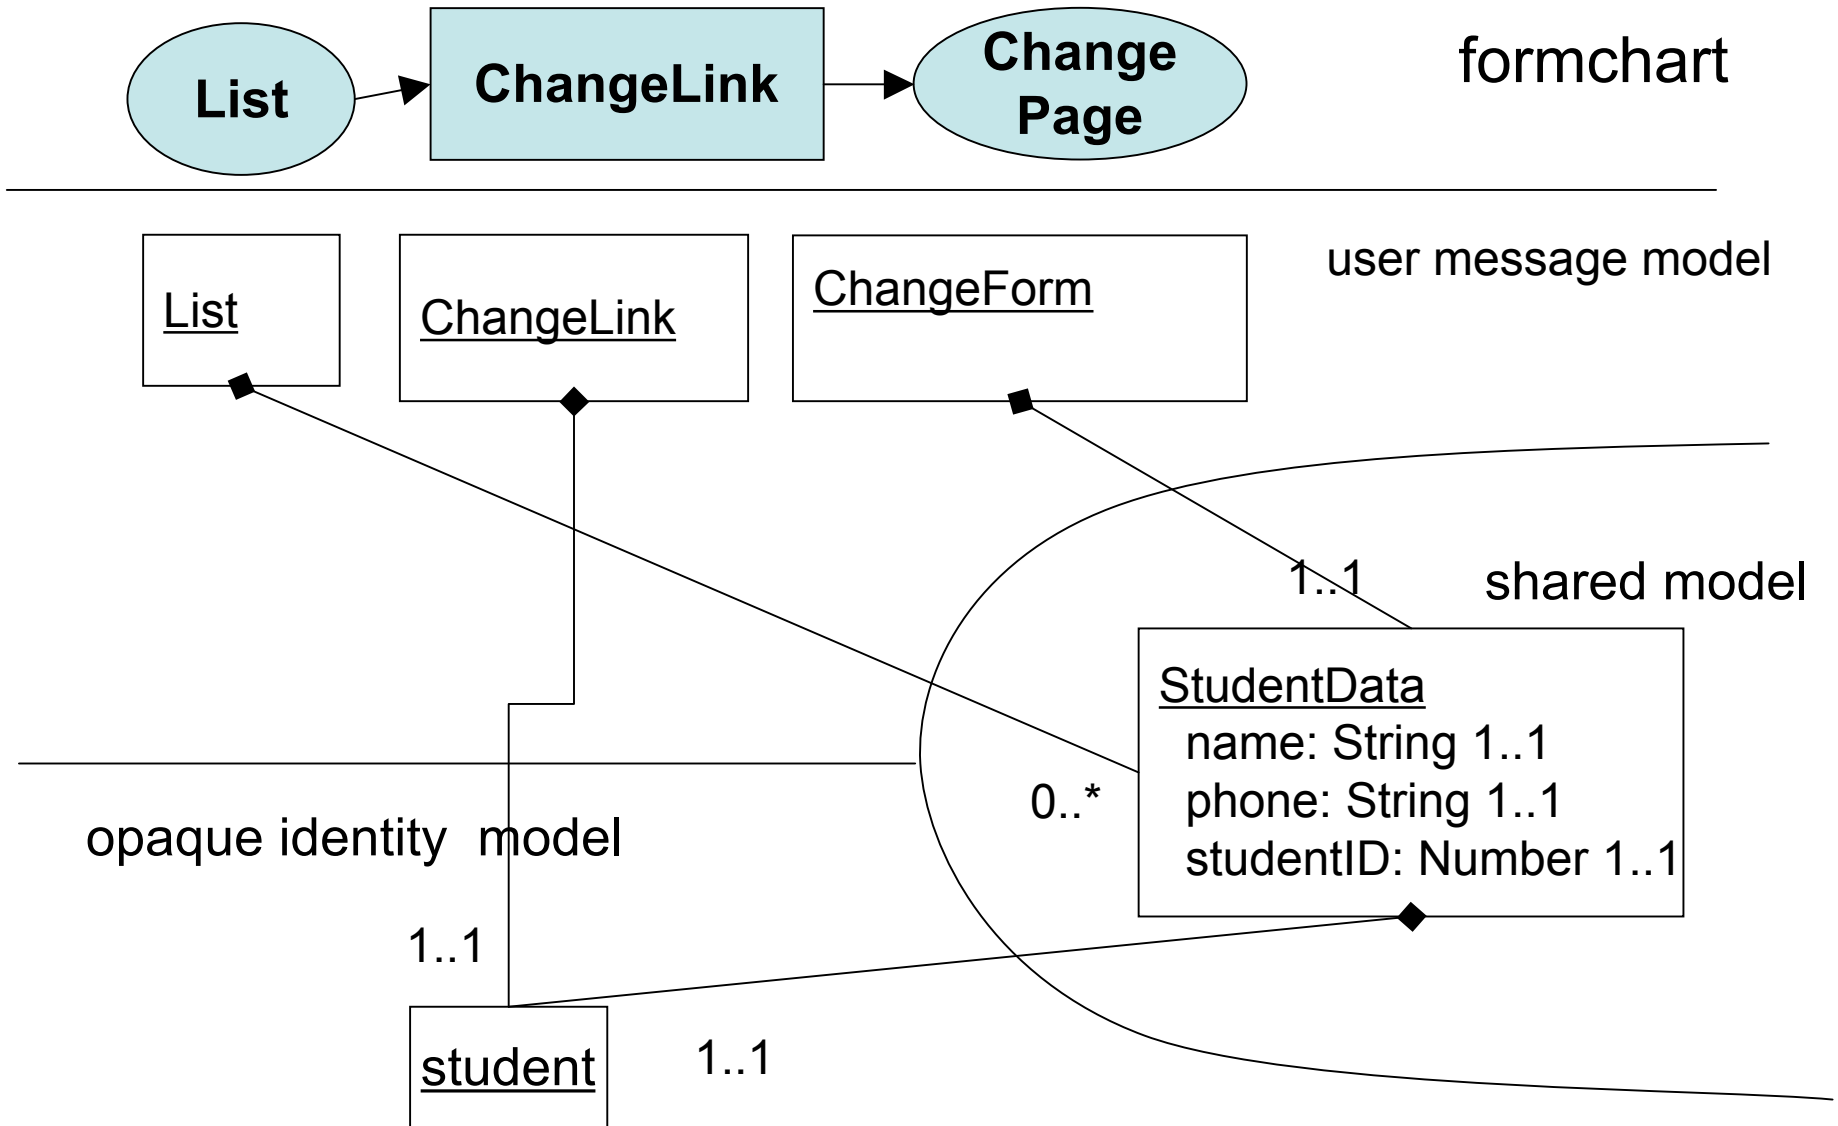 List
ChangeLink
Change
Page
formchart
List
ChangeLink
ChangeForm
user message model
1..1
shared model
StudentData
name: String 1..1
phone: String 1..1
studentID: Number 1..1
0..*
opaque identity  model
1..1
student
1..1